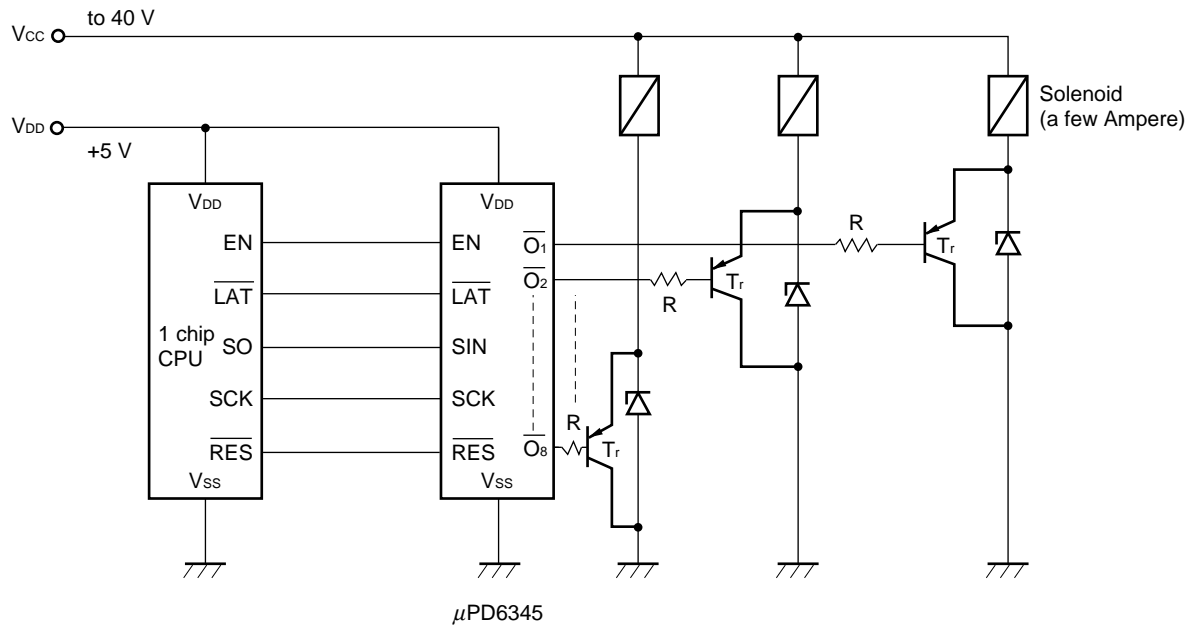 to 40 V
VCC
VDD
+5 V
Solenoid
(a few Ampere)
VDD
EN
LAT
1 chip
CPU
SO
SCK
RES
VSS
VDD
EN
LAT
SIN
SCK
RES
VSS
O1
O2
O8
R
Tr
R
Tr
R
Tr
μPD6345